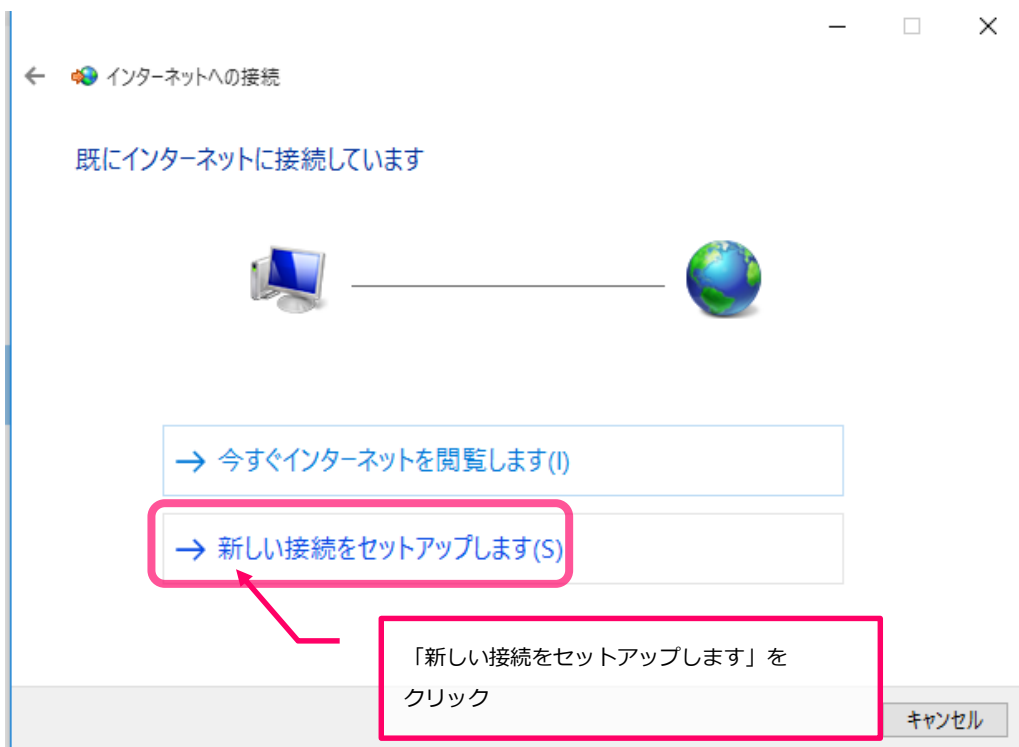 インターネットへの接続
既にインターネットに接続しています
→ 今すぐインターネットを閲覧します(I)
→ 新しい接続をセットアップします(S)
「新しい接続をセットアップします」を
クリック
キャンセル